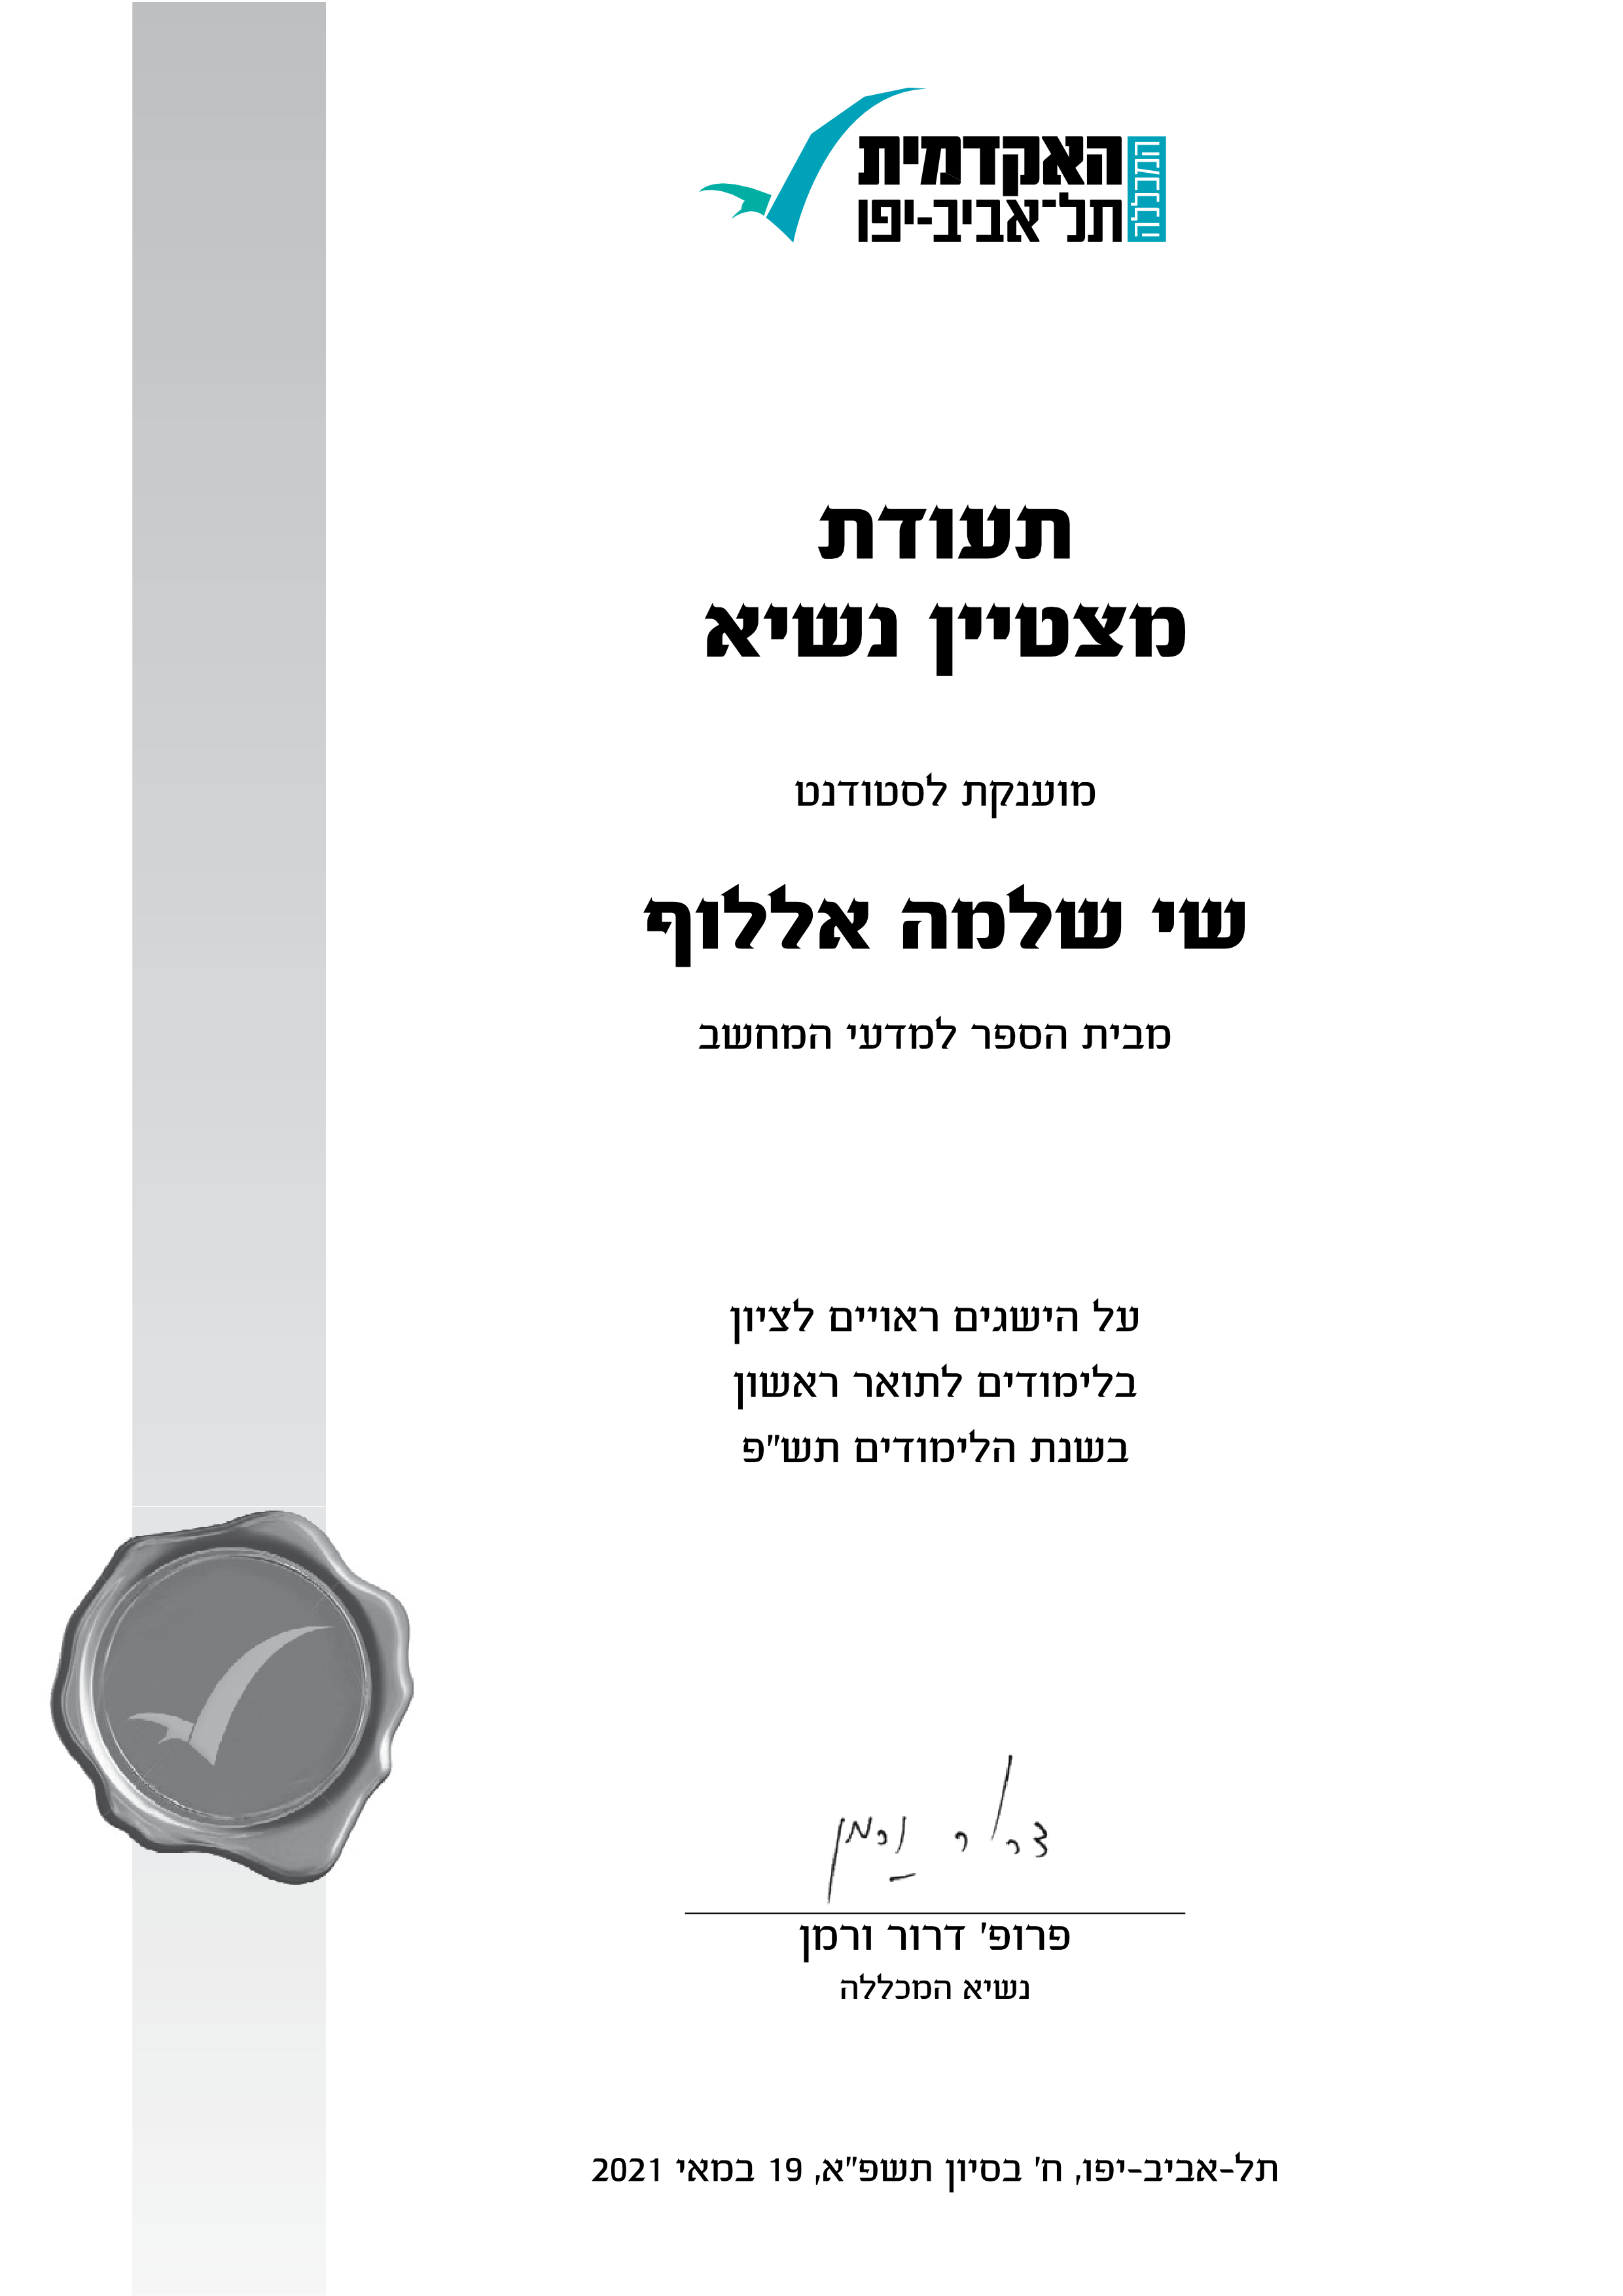 המכללה
האקדמית
תל־אביב-יפו
תעודת
מצטיין נשיא
מוענקת לסטודנט
שי שלמה אללוף
מבית הספר למדעי המחשב
על הישגים ראויים לציון
בלימודים לתואר ראשון
בשנת הלימודים תש"פ
דרור ורמן
פרופ' דרור ורמן
נשיא המכללה
תל-אביב-יפו, ח' בסיון תשפ"א, 19 במאי 2021